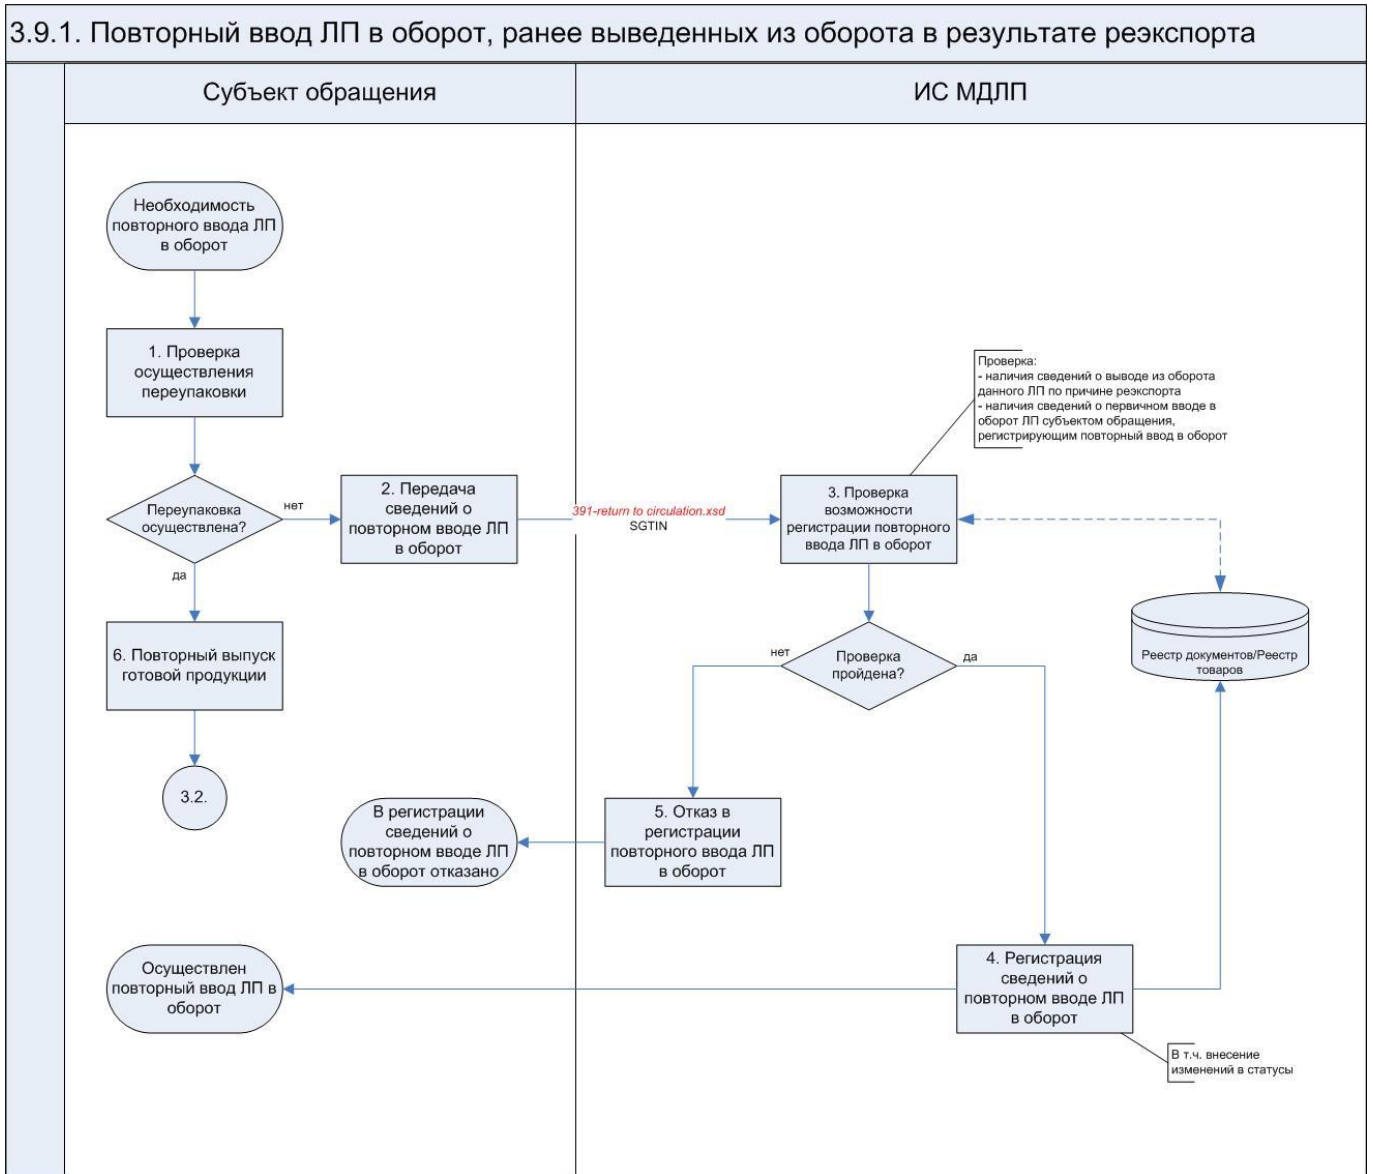 3.9.1. Повторный ввод ЛП в оборот, ранее выведенных из оборота в результате реэкспорта
Субъект обращения
ИС МДЛП
Необходимость
повторного ввода ЛП
в оборот
1. Проверка
осуществления
переупаковки
Проверка:
- наличия сведений о выводе из оборота
данного ЛП по причине реэкспорта
- наличия сведений о первичном вводе в
оборот ЛП субъектом обращения,
регистрирующим повторный ввод в оборот
Переупаковка
осуществлена?
нет
да
2. Передача
сведений о
повторном вводе ЛП
в оборот
391-return to circulation.xsd
SGTIN
3. Проверка
возможности
регистрации повторного
ввода ЛП в оборот
6. Повторный выпуск
готовой продукции
Проверка
пройдена?
нет
да
Реестр документов/Реестр
товаров
3.2.
В регистрации
сведений о
повторном вводе ЛП
в оборот отказано
5. Отказ в
регистрации
повторного ввода ЛП
в оборот
Осуществлен
повторный ввод ЛП в
оборот
4. Регистрация
сведений о
повторном вводе ЛП
в оборот
В т.ч. внесение
изменений в статусы